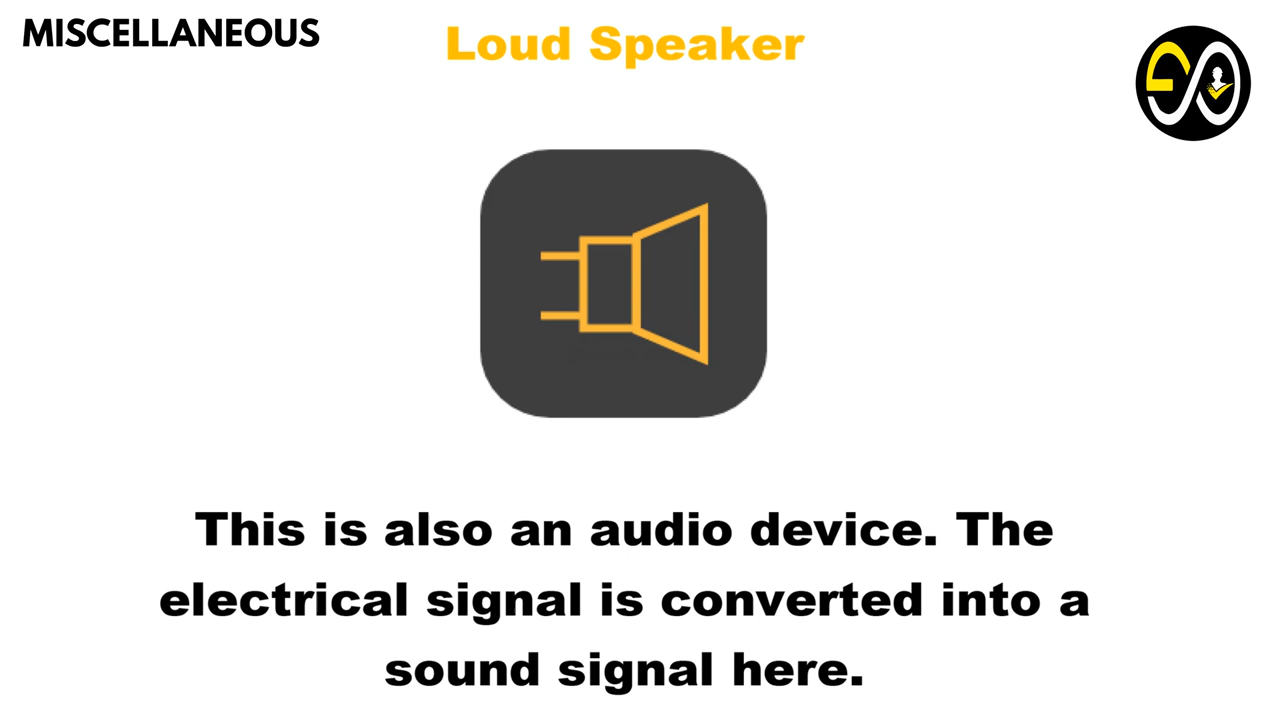 MISCELLANEOUS
Loud Speaker
This is also an audio device. The
electrical signal is converted into a
sound signal here.